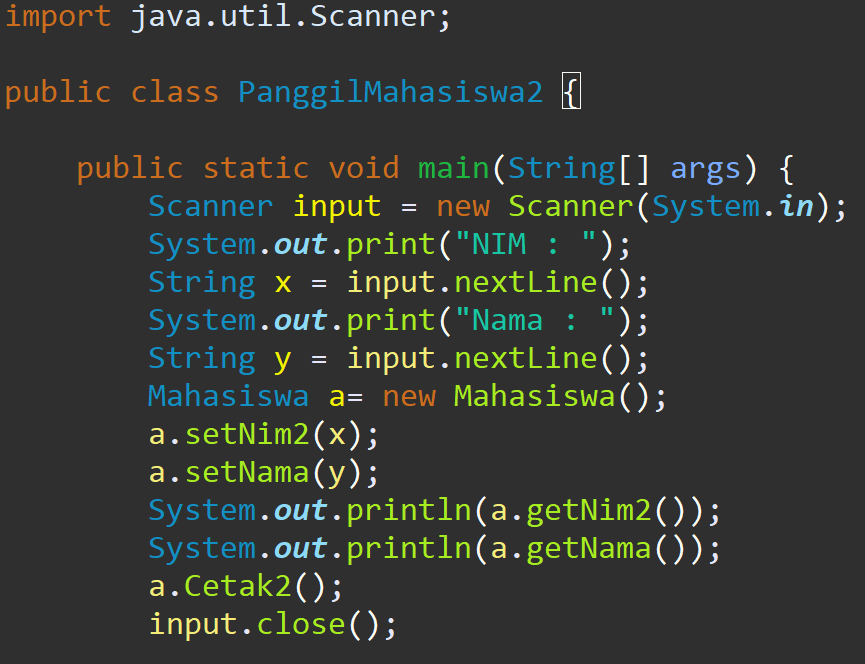 import java.util.Scanner;
public class PanggilMahasiswa2 {
public static void main(String[] args) {
Scanner input = new Scanner(System.in);
System.out.print("NIM : ");
String x = input.nextLine();
System.out.print("Nama : ");
String y = input.nextLine();
Mahasiswa a= new Mahasiswa();
a.setNim2(x);
a.setNama(y);
System.out.println(a.getNim2());
System.out.println(a.getNama());
a.Cetak2();
input.close();